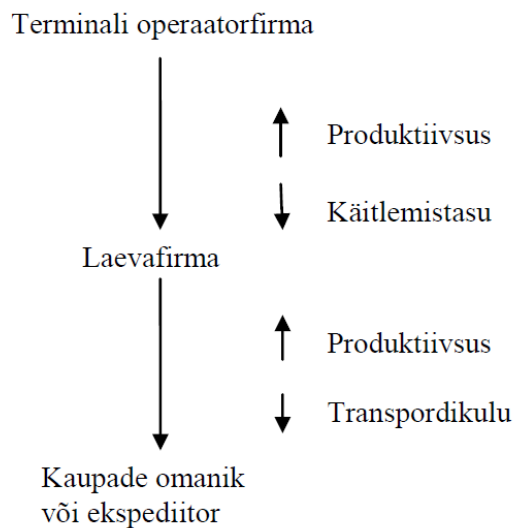 Terminali operaatorfirma
Produktiivsus
Käitlemistasu
Laevafirma
Produktiivsus
Transpordikulu
Kaupade omanik
või ekspediitor